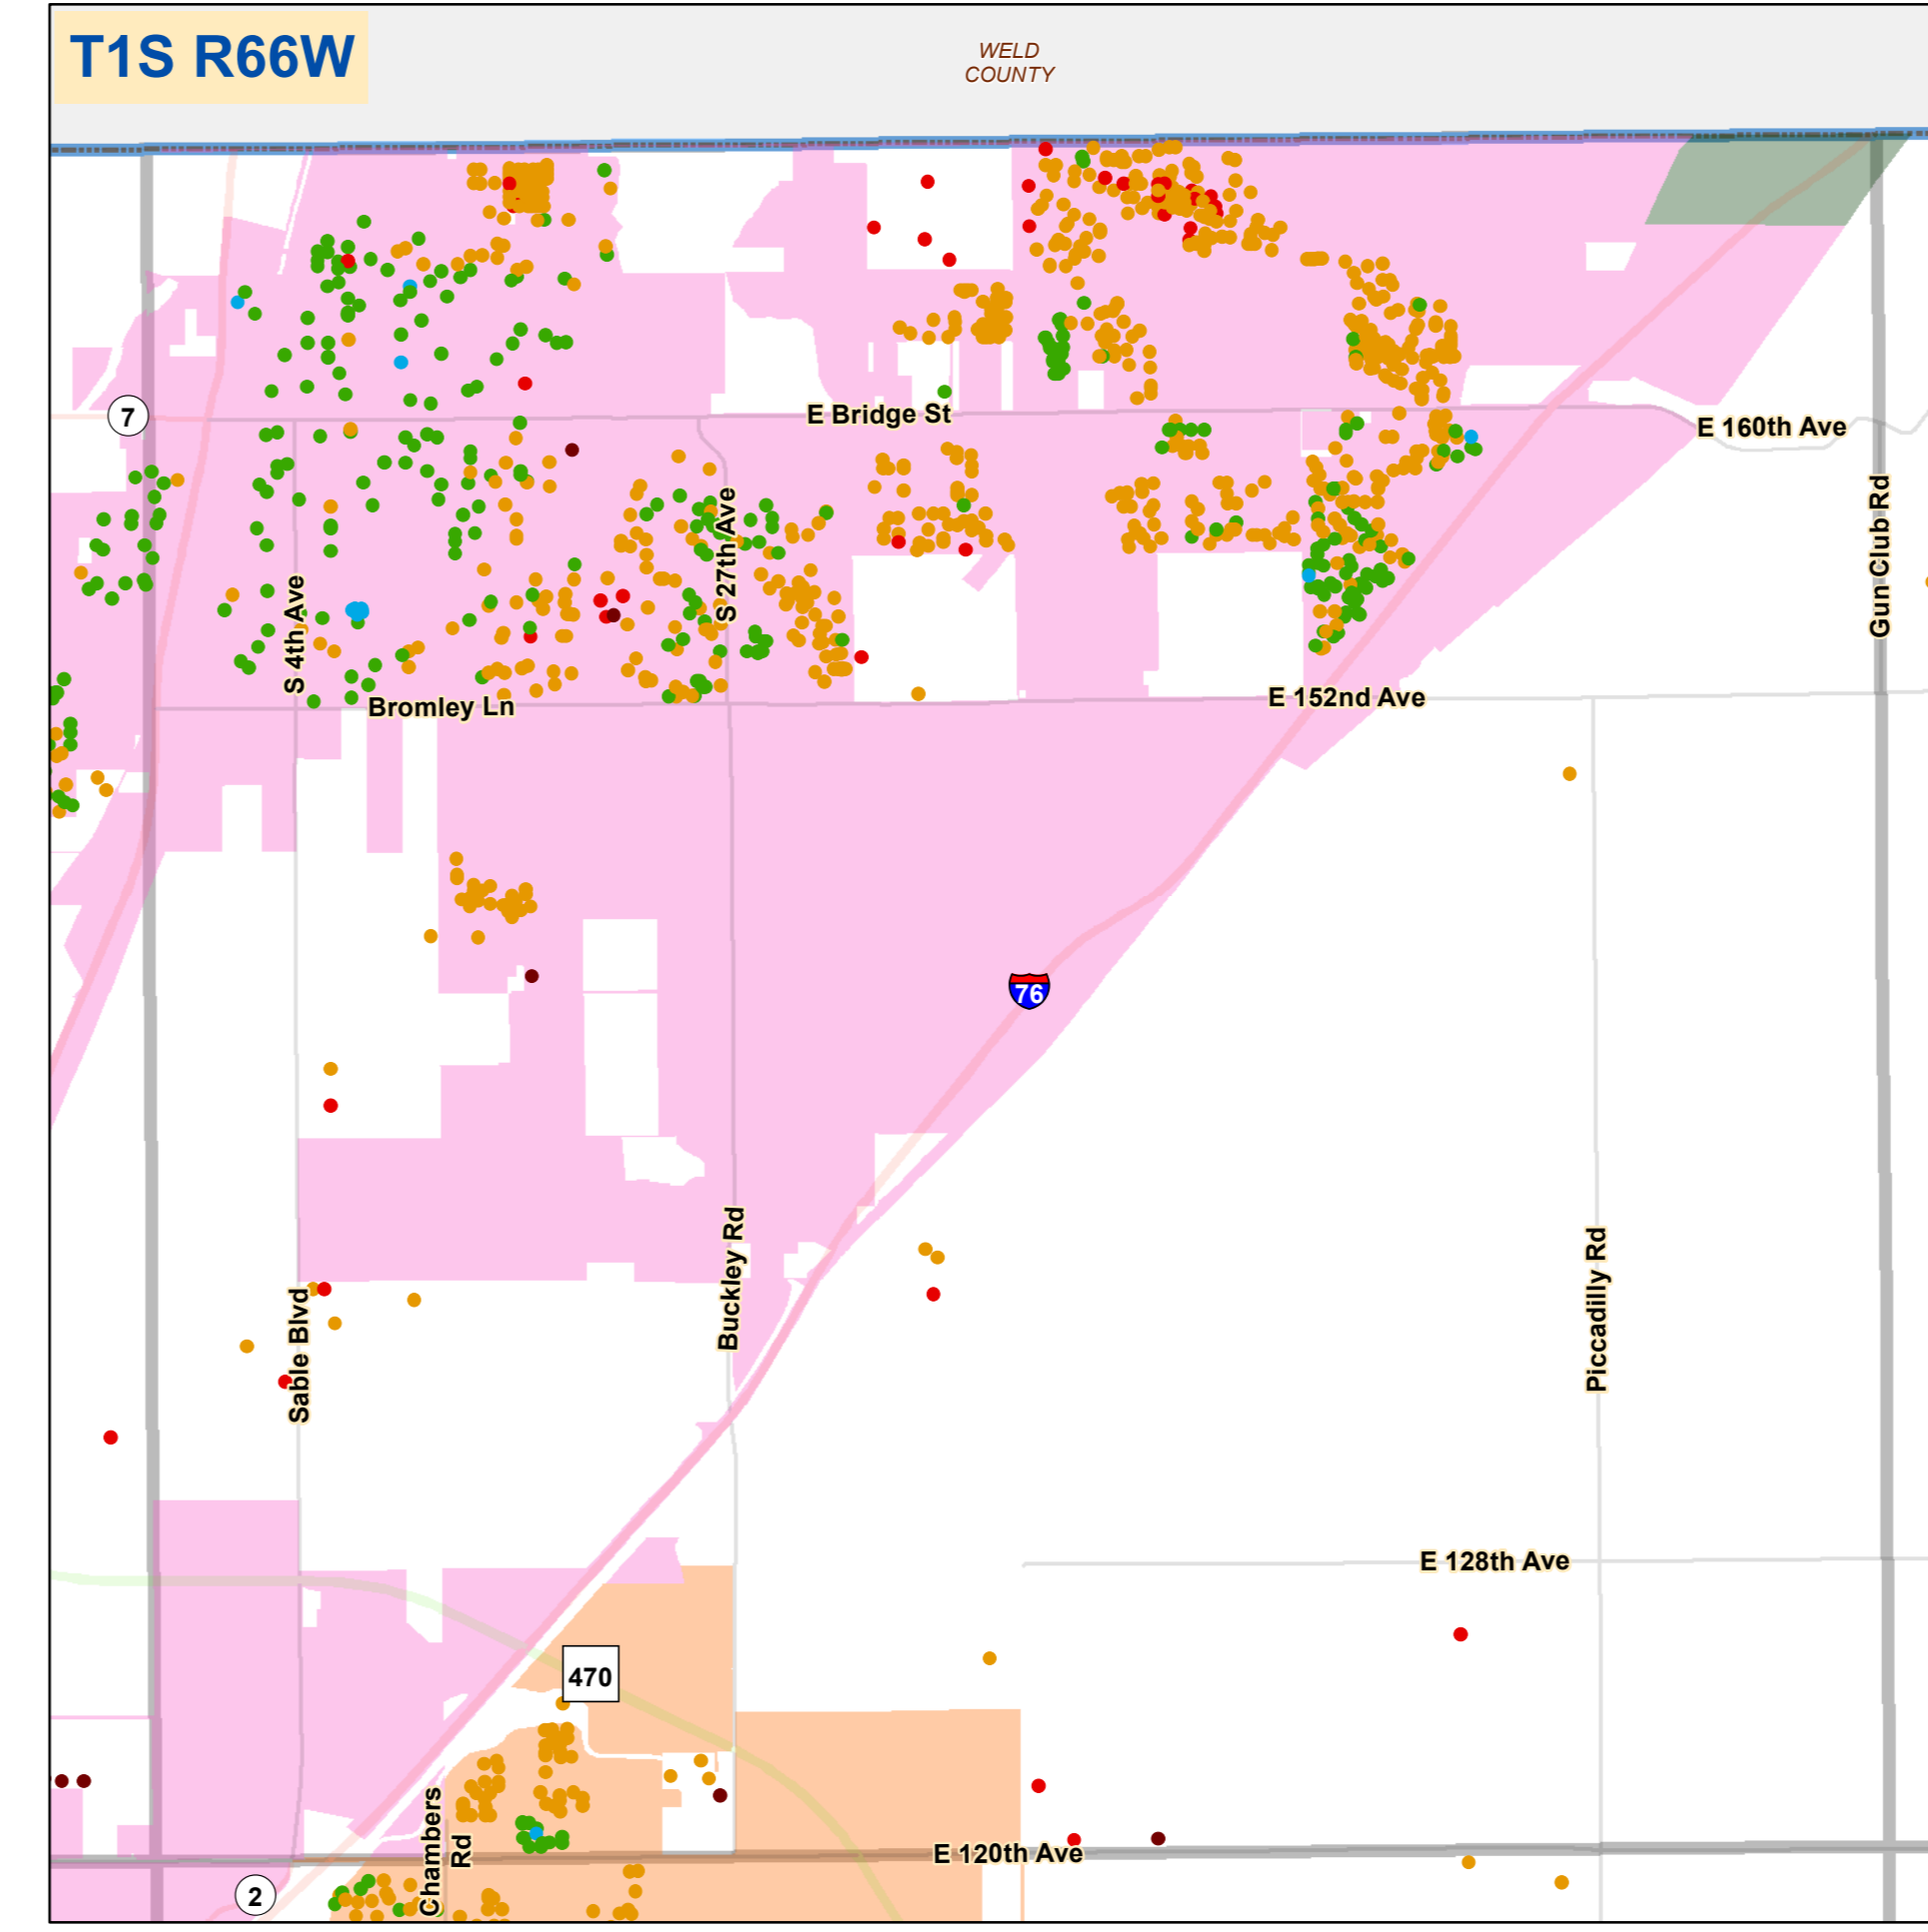 T1S R66W
WELD
COUNTY
7
E Bridge St
E 160th Ave
S 27th Ave
Gun Club Rd
S 4th Ave
Bromley Ln
E 152nd Ave
76
Buckley Rd
Piccadilly Rd
Sable Blvd
E 128th Ave
470
Chambers
Rd
E 120th Ave
2